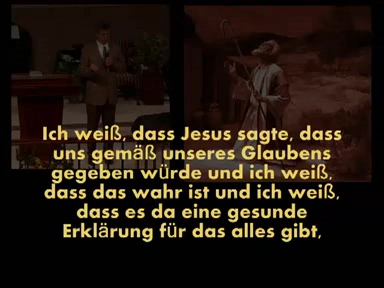 Ich weiß, dass Jesus sagte, dass
uns gemäß unseres Glaubens
gegeben würde und ich weiß,
dass das wahr ist und ich weiß,
dass es da eine gesunde
Erklärung für das alles gibt,